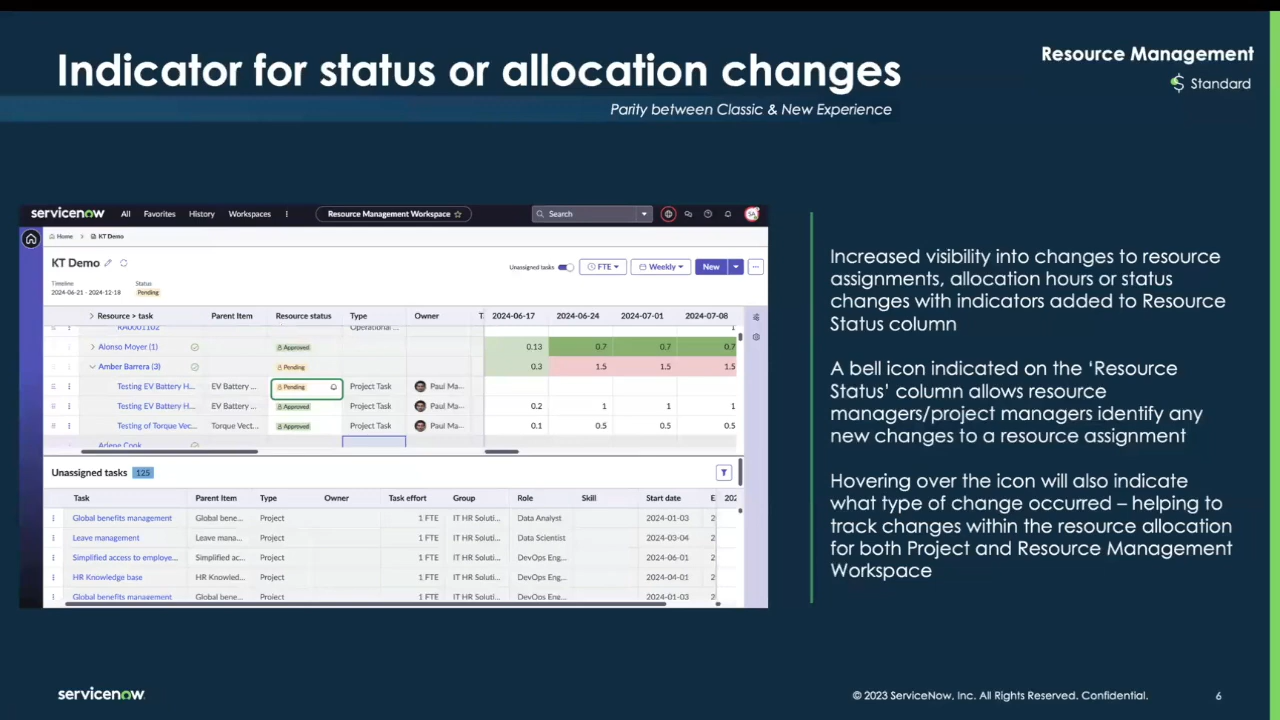 Indicator for status or allocation changes
Parity between Classic & New Experience
Resource Management
Standard
servicenow
All Favorites History Workspaces
Resource Management Workspace
Search
Home > KT Demo
KT Demo
Unassigned tasks
FTE
Weekly
New
Timeline
Status
2024-06-21 - 2024-12-18
Pending
Resource > task Parent Item Resource status Type Owner 2024-06-17 2024-06-24 2024-07-01 2024-07-08
RA0001102 Operational ... 1
Alonso Moyer (1) Approved 0.13 0.7 0.7 0.7
Amber Barrera (3) Pending 0.3 1.5 1.5 1.5
Testing EV Battery H... EV Battery ... Pending Project Task Paul Ma...
Testing EV Battery H... EV Battery ... Approved Project Task Paul Ma... 0.2 1 1 1
Testing of Torque Vec... Torque Vect... Approved Project Task Paul Ma... 0.1 0.5 0.5 0.5
Adene Cook
Unassigned tasks 125
Task Parent Item Type Owner Task effort Group Role Skill Start date E 202
Global benefits management Global bene... Project 1 FTE IT HR Soluti... Data Analyst 2024-01-03 2
Leave management Leave mana... Project 1 FTE IT HR Soluti... Data Scientist 2024-03-04 2
Simplified access to employe... Simplified ac... Project 1 FTE IT HR Soluti... DevOps Eng... 2024-06-01 2
HR Knowledge base HR Knowled... Project 1 FTE IT HR Soluti... DevOps Eng... 2024-04-01 2
Global benefits management Global bene... Project 1 FTE IT HR Soluti... DevOps Ene... 2024-01-03 2
Increased visibility into changes to resource
assignments, allocation hours or status
changes with indicators added to Resource
Status column
A bell icon indicated on the ‘Resource
Status’ column allows resource
managers/project managers identify any
new changes to a resource assignment
Hovering over the icon will also indicate
what type of change occurred – helping to
track changes within the resource allocation
for both Project and Resource Management
Workspace
servicenow
© 2023 ServiceNow, Inc. All Rights Reserved. Confidential.
6